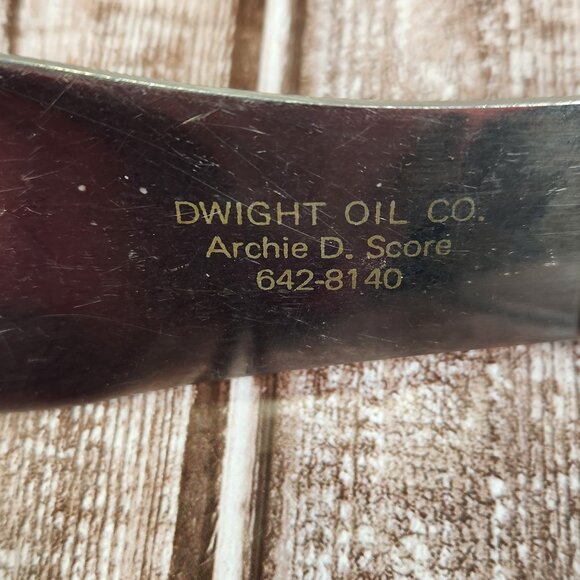 DWIGHT OIL CO.
Archie D. Score
642-8140